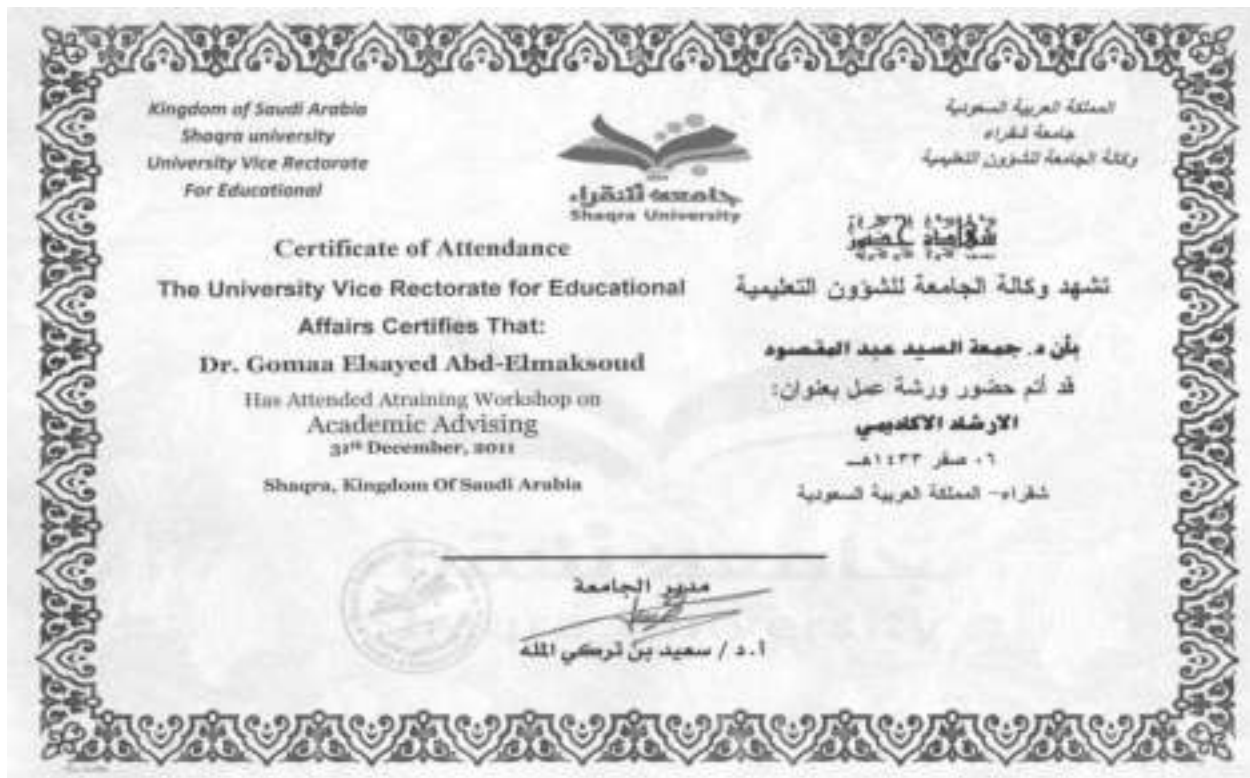 Kingdom of Saudi Arabia
Shaqra university
University Vice Rectorate
For Educational
جامعة شقراء
Shaqra University
المملكة العربية السعودية
جامعة شقراء
وكالة الجامعة للشؤون التعليمية
Certificate of Attendance
The University Vice Rectorate for Educational
Affairs Certifies That:
Dr. Gomaa Elsayed Abd-Elmaksoud
Has Attended Atraining Workshop on
Academic Advising
31th December, 2011
Shaqra, Kingdom Of Saudi Arabia
شهادة حضور
تشهد وكالة الجامعة للشؤون التعليمية
بأن د. جمعة السيد عبد المقصود
قد أتم حضور ورشة عمل بعنوان:
الارشاد الاكاديمي
٠٦ صفر ١٤٣٣هـ
شقراء- المملكة العربية السعودية
مدير الجامعة
أ.د / سعيد بن تركي المله